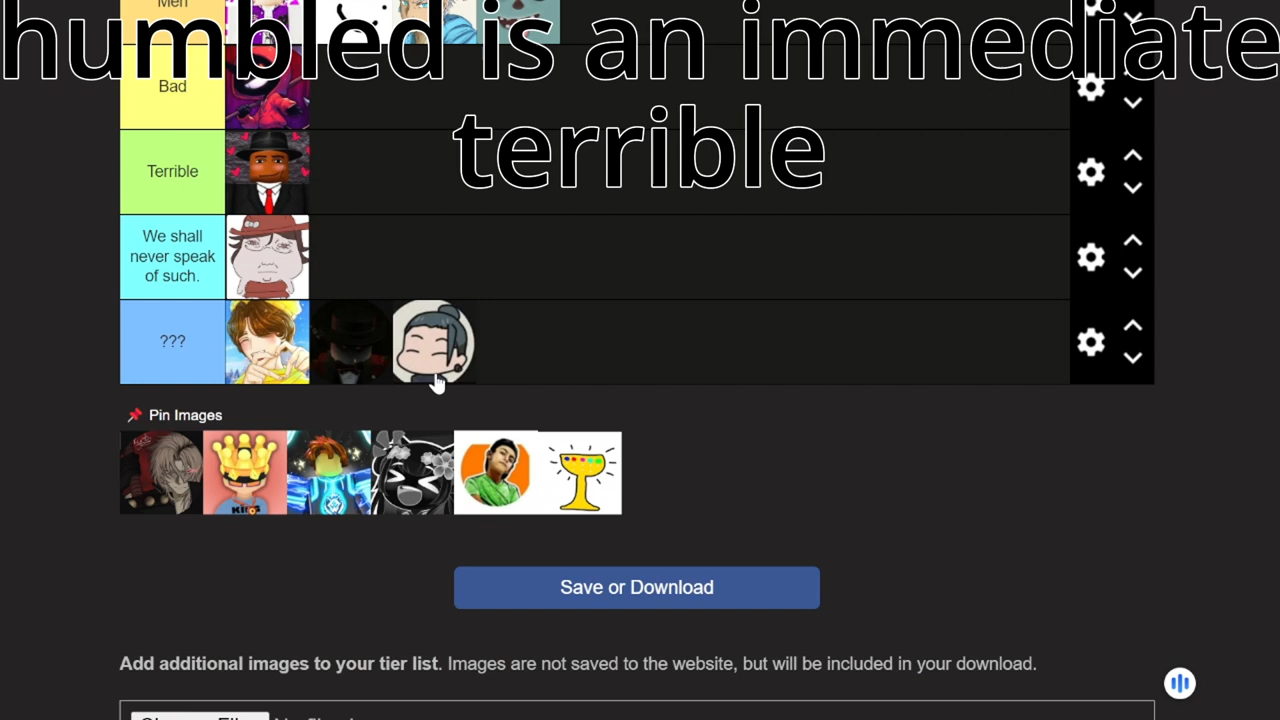 humbled is an immediate
terrible
Bad
Terrible
We shall
never speak
of such.
???
Pin Images
Save or Download
Add additional images to your tier list. Images are not saved to the website, but will be included in your download.